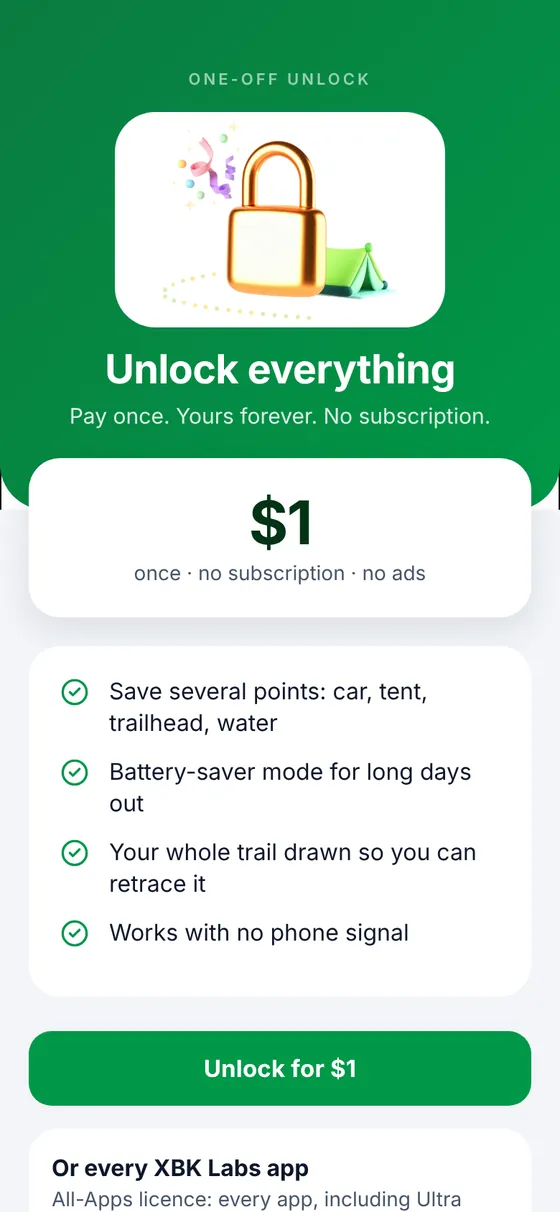 ONE-OFF UNLOCK
Unlock everything
Pay once. Yours forever. No subscription.
$1
once · no subscription · no ads
Save several points: car, tent,
trailhead, water
Battery-saver mode for long days
out
Your whole trail drawn so you can
retrace it
Works with no phone signal
Unlock for $1
Or every XBK Labs app
All-Apps licence: every app, including Ultra